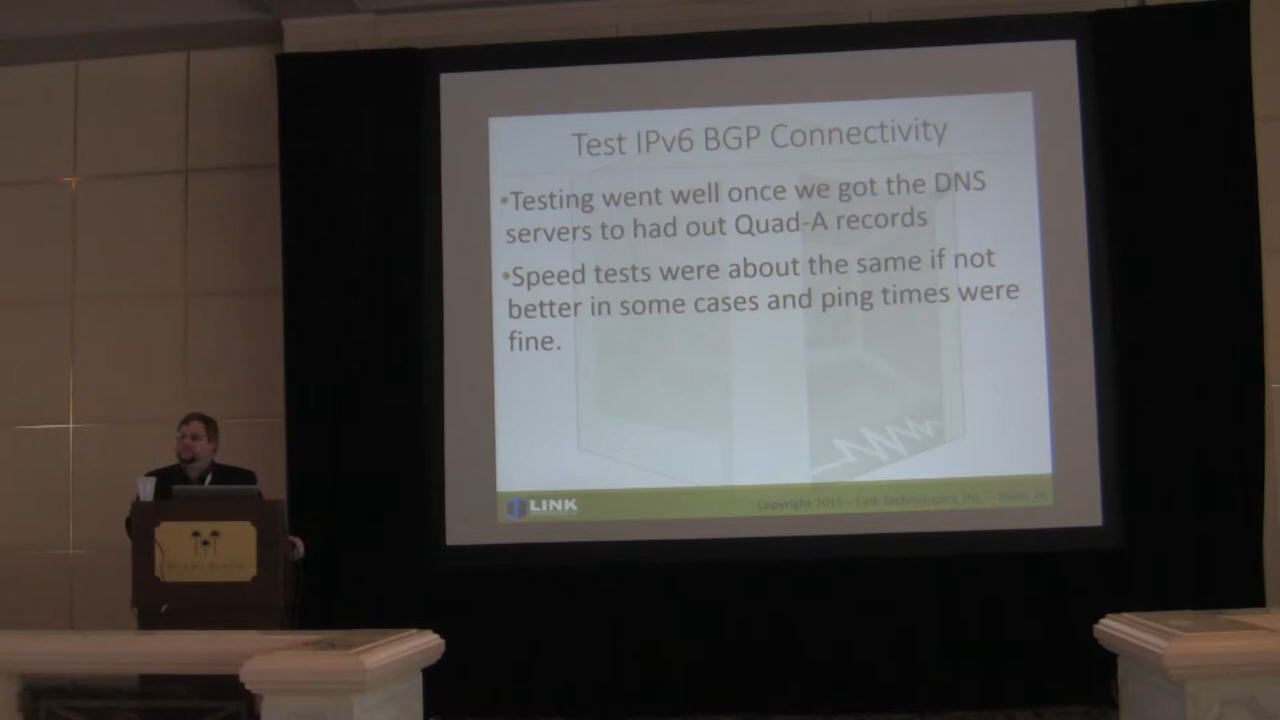 Test IPv6 BGP Connectivity
•Testing went well once we got the DNS
servers to had out Quad-A records
•Speed tests were about the same if not
better in some cases and ping times were
fine.
LINK
Copyright 2015 – Link Technologies, Inc.